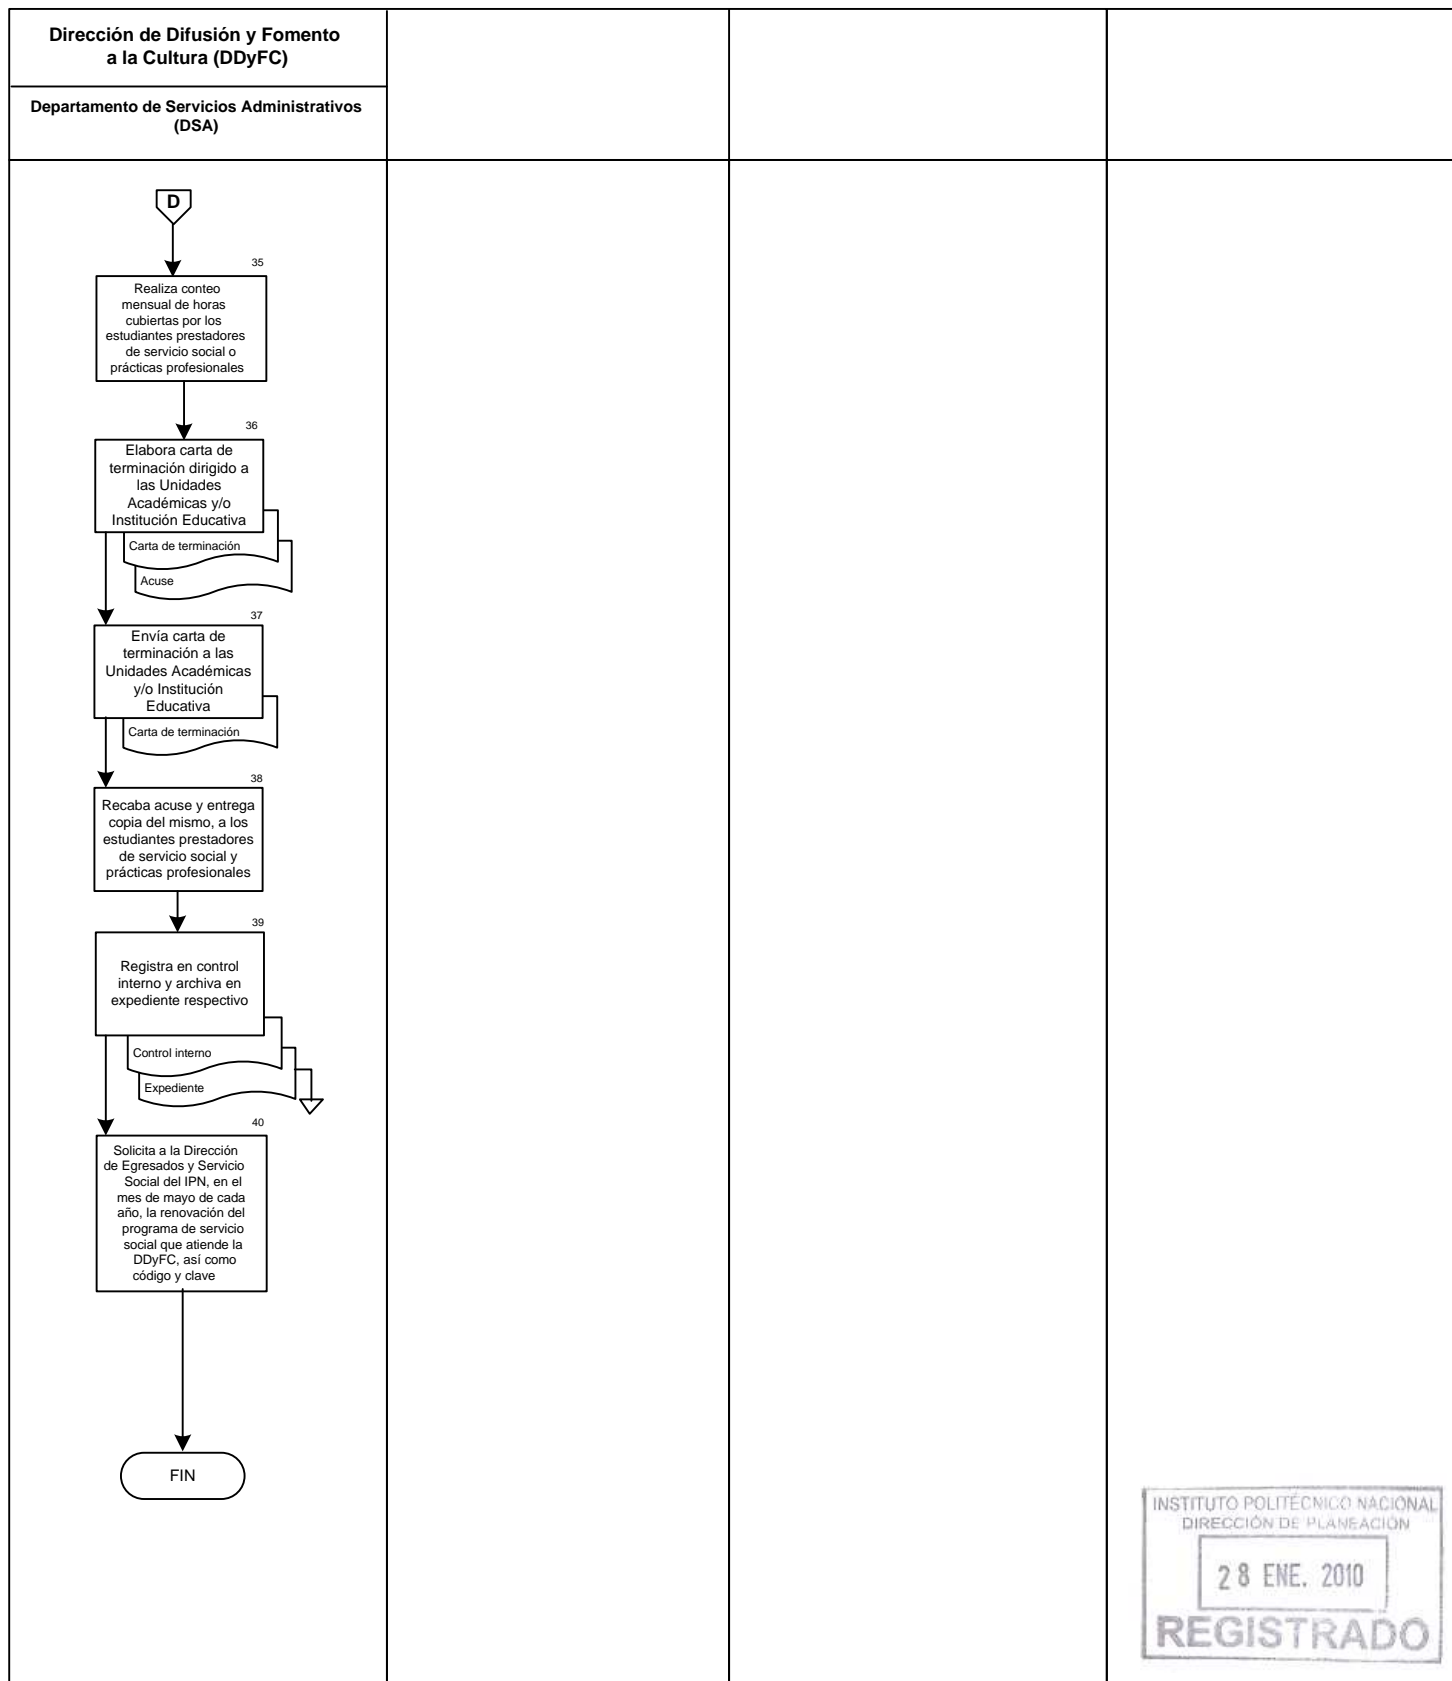 Dirección de Difusión y Fomento
a la Cultura (DDyFC)
Departamento de Servicios Administrativos
(DSA)
D
35
Realiza conteo
mensual de horas
cubiertas por los
estudiantes prestadores
de servicio social o
prácticas profesionales
36
Elabora carta de
terminación dirigido a
las Unidades
Académicas y/o
Institución Educativa
Carta de terminación
Acuse
37
Envía carta de
terminación a las
Unidades Académicas
y/o Institución
Educativa
Carta de terminación
38
Recaba acuse y entrega
copia del mismo, a los
estudiantes prestadores
de servicio social y
prácticas profesionales
39
Registra en control
interno y archiva en
expediente respectivo
Control interno
Expediente
40
Solicita a la Dirección
de Egresados y Servicio
Social del IPN, en el
mes de mayo de cada
año, la renovación del
programa de servicio
social que atiende la
DDyFC, así como
código y clave
FIN
INSTITUTO POLITÉCNICO NACIONAL
DIRECCIÓN DE PLANEACIÓN
28 ENE. 2010
REGISTRADO